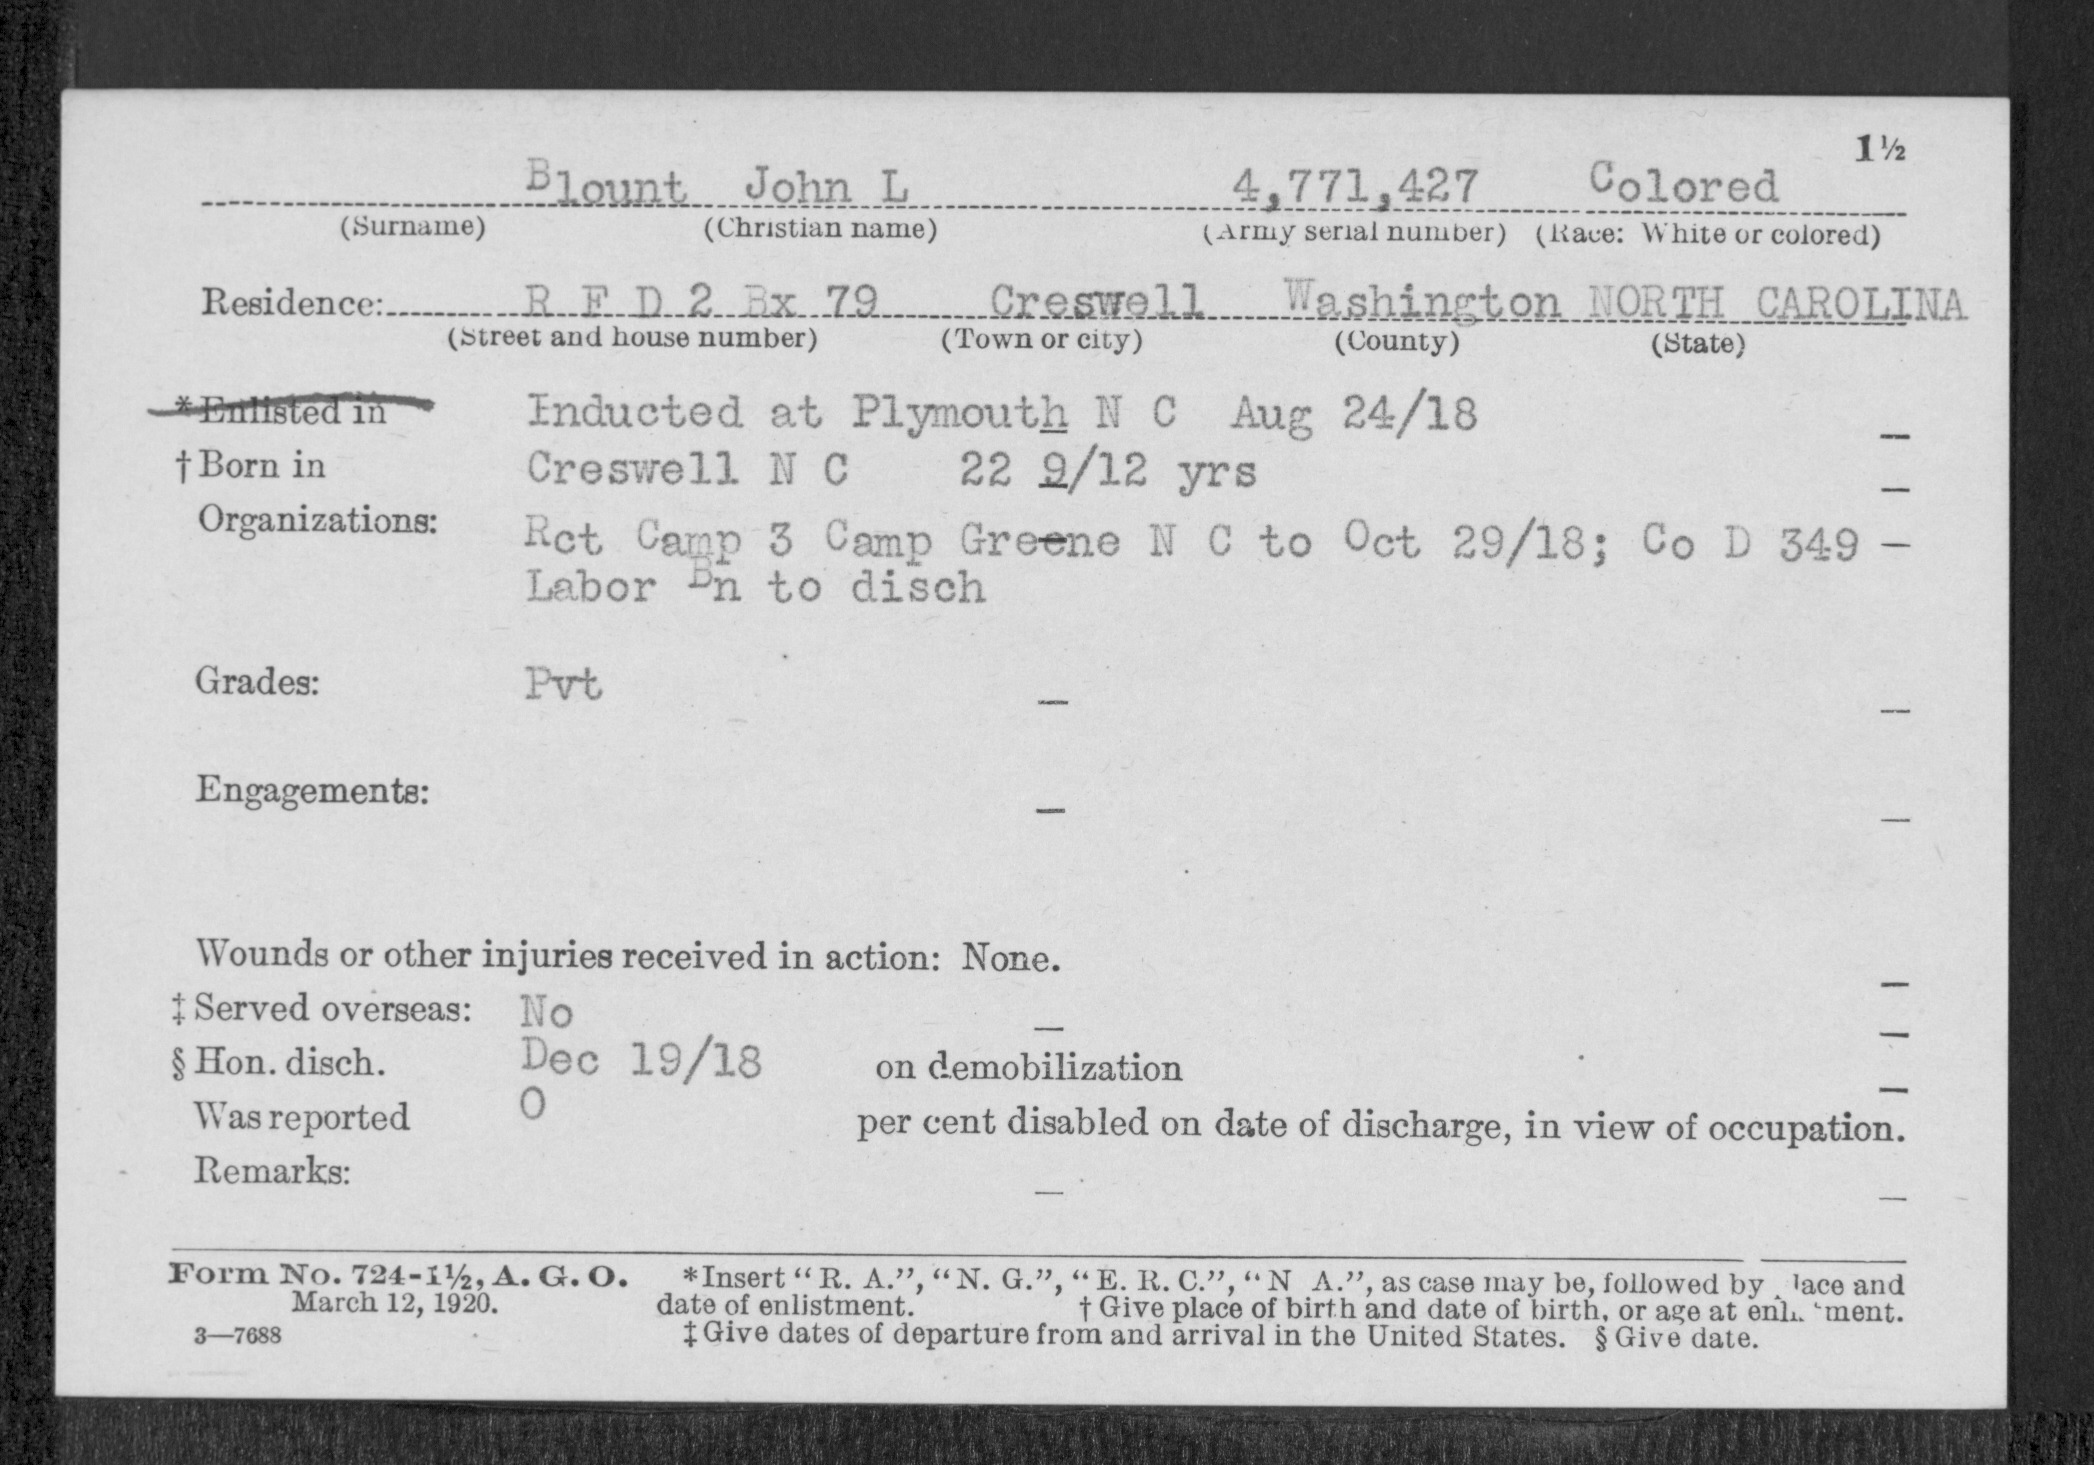 1½
Blount John L 4,771,427 Colored
(Surname) (Christian name) (Army serial number) (Race: White or colored)
Residence: R F D 2 Bx 79 Creswell Washington NORTH CAROLINA
(Street and house number) (Town or city) (County) (State)
*Enlisted in Inducted at Plymouth N C Aug 24/18 —
†Born in Creswell N C 22 9/12 yrs —
Organizations: Rct Camp 3 Camp Greene N C to Oct 29/18; Co D 349 —
Labor Bn to disch
Grades: Pvt — —
Engagements: — —
Wounds or other injuries received in action: None. —
‡Served overseas: No — —
§Hon. disch. Dec 19/18 on demobilization —
Was reported 0 per cent disabled on date of discharge, in view of occupation.
Remarks: — —
Form No. 724-1½, A. G. O. *Insert "R. A.", "N. G.", "E. R. C.", "N A.", as case may be, followed by and
March 12, 1920. date of enlistment. †Give place of birth and date of birth, or age at
3—7688 ‡Give dates of departure from and arrival in the United States. §Give date.